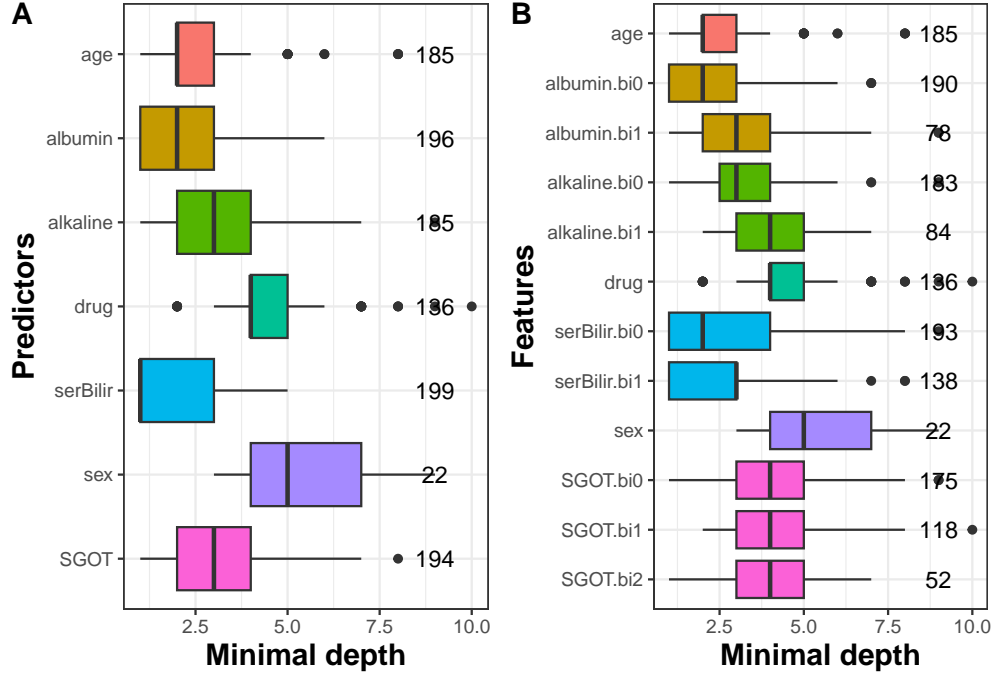 A
Predictors
age
albumin
alkaline
drug
serBilir
sex
SGOT
185
196
185
136
199
22
194
2.5 5.0 7.5 10.0
Minimal depth
B
Features
age
albumin.bi0
albumin.bi1
alkaline.bi0
alkaline.bi1
drug
serBilir.bi0
serBilir.bi1
sex
SGOT.bi0
SGOT.bi1
SGOT.bi2
185
190
78
183
84
136
193
138
22
175
118
52
2.5 5.0 7.5 10.0
Minimal depth